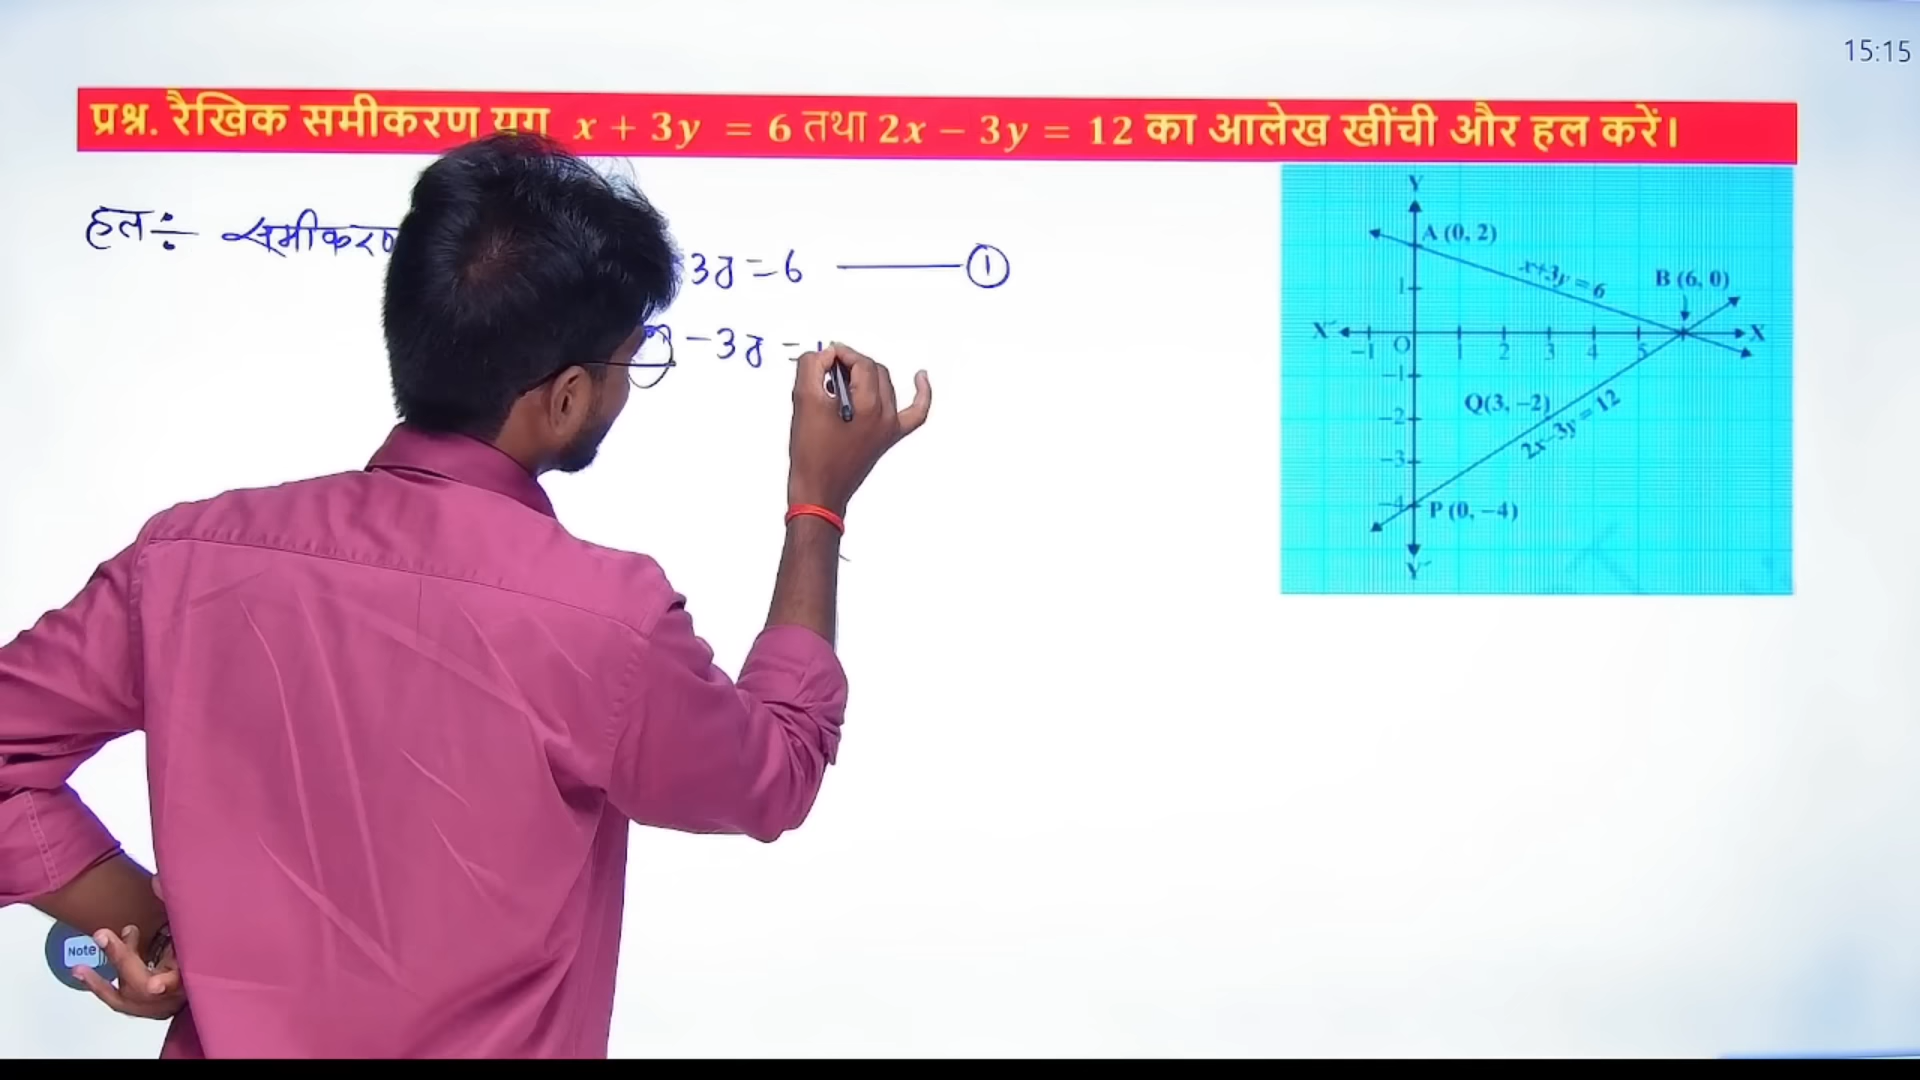 15:15
प्रश्न. रैखिक समीकरण युग x + 3y = 6 तथा 2x − 3y = 12 का आलेख खींची और हल करें।
हल÷ समीकरण
3y = 6 ——— ①
− 3y =
Y
A (0, 2)
x+3y = 6
B (6, 0)
1
X′ X
−1 O 1 2 3 4 5
−1
Q(3, −2)
−2
2x−3y = 12
−3
−4
P (0, −4)
Y′
Note